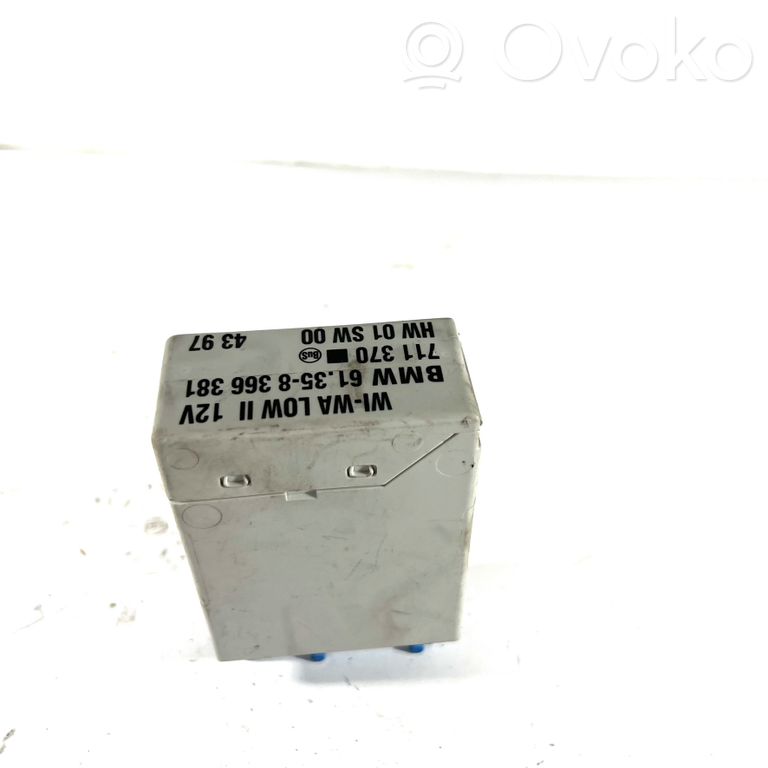 Ovoko
WI-WA LOW II 12V
BMW 61.35-8 366 381
711 370 BuS
HW 01 SW 00
43 97